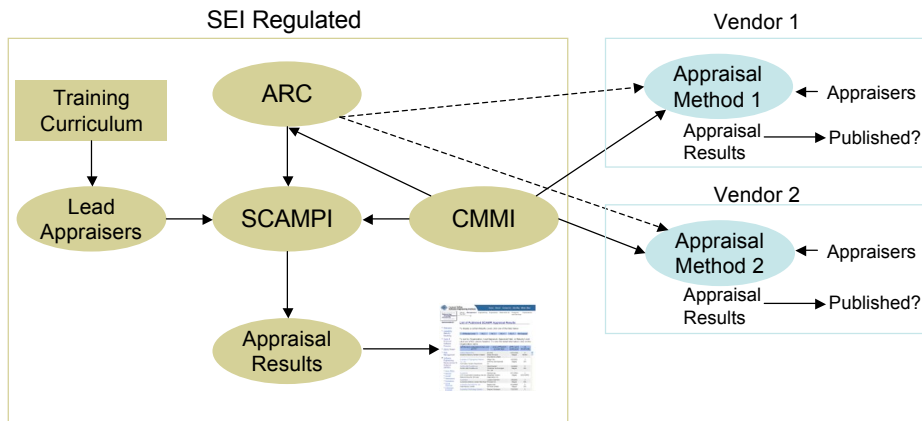 SEI Regulated
Training
Curriculum
ARC
Lead
Appraisers
SCAMPI
CMMI
Appraisal
Results
Vendor 1
Appraisal
Method 1
Appraisers
Appraisal
Results
Published?
Vendor 2
Appraisal
Method 2
Appraisers
Appraisal
Results
Published?